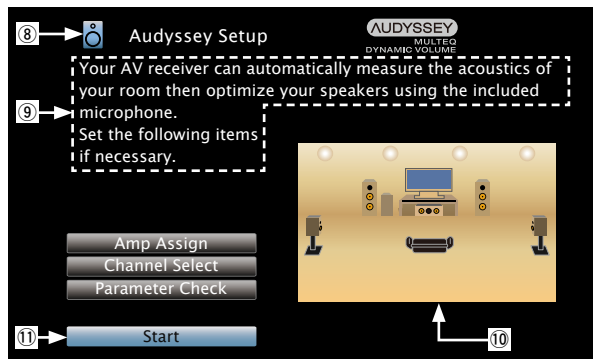 ⑧ Audyssey Setup
AUDYSSEY
MULTEQ
DYNAMIC VOLUME
Your AV receiver can automatically measure the acoustics of
your room then optimize your speakers using the included
⑨ microphone.
Set the following items
if necessary.
Amp Assign
Channel Select
Parameter Check
⑪ Start
⑩